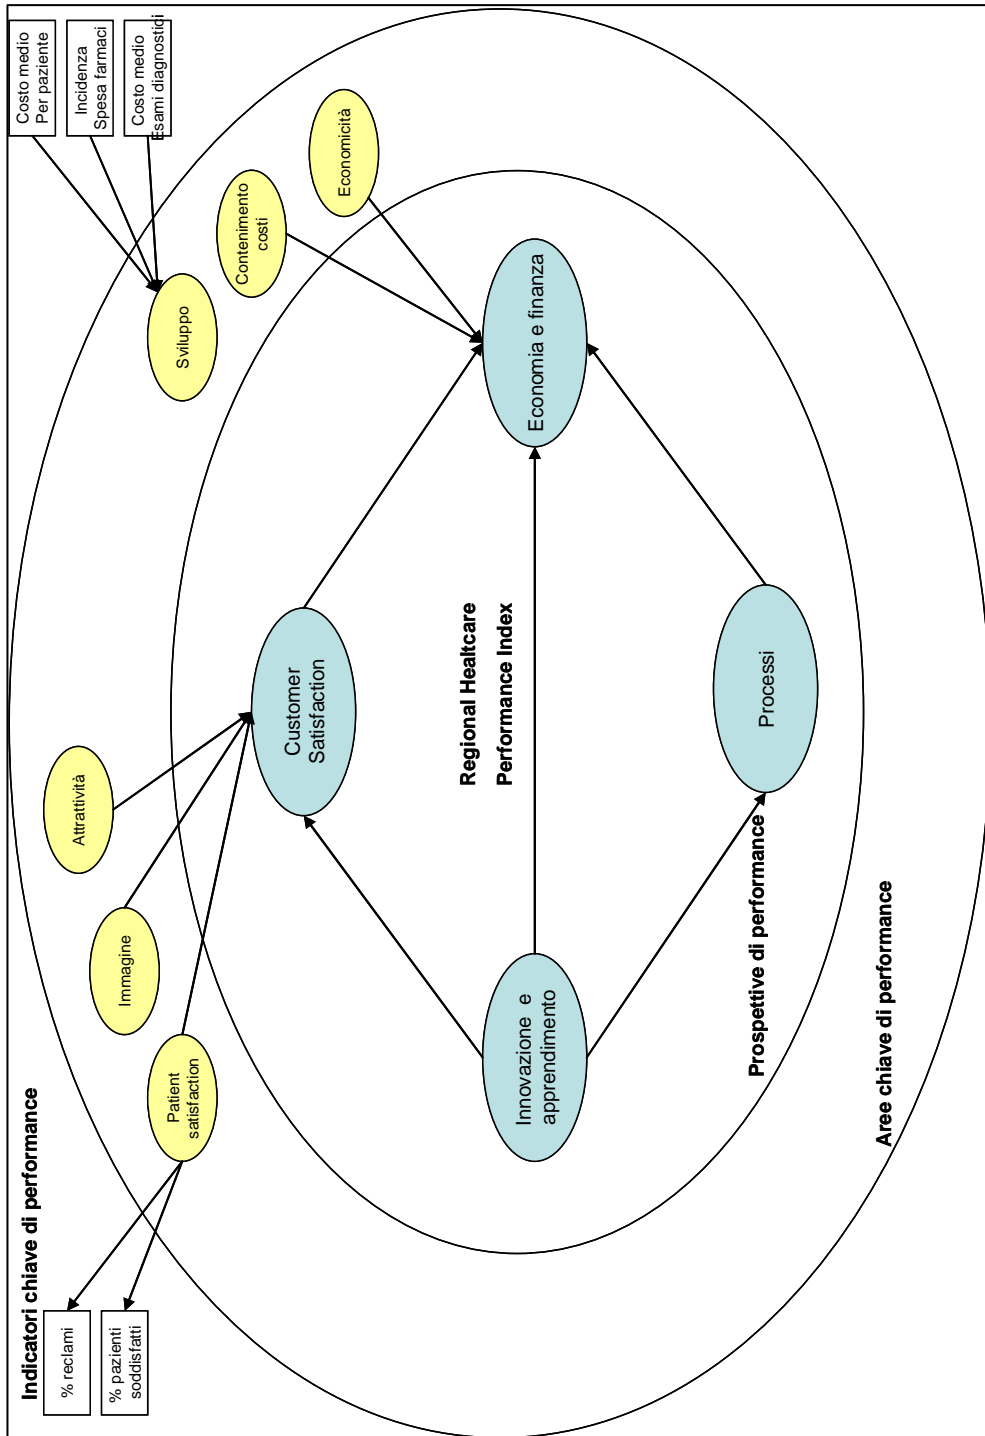 Indicatori chiave di performance
Costo medio
Per paziente
% reclami
Attrattività
Incidenza
Spesa farmaci
% pazienti
soddisfatti
Immagine
Costo medio
Esami diagnostici
Patient
satisfaction
Sviluppo
Contenimento
costi
Customer
Satisfaction
Economicità
Regional Healtcare
Performance Index
Innovazione e
apprendimento
Economia e finanza
Prospettive di performance
Processi
Aree chiave di performance